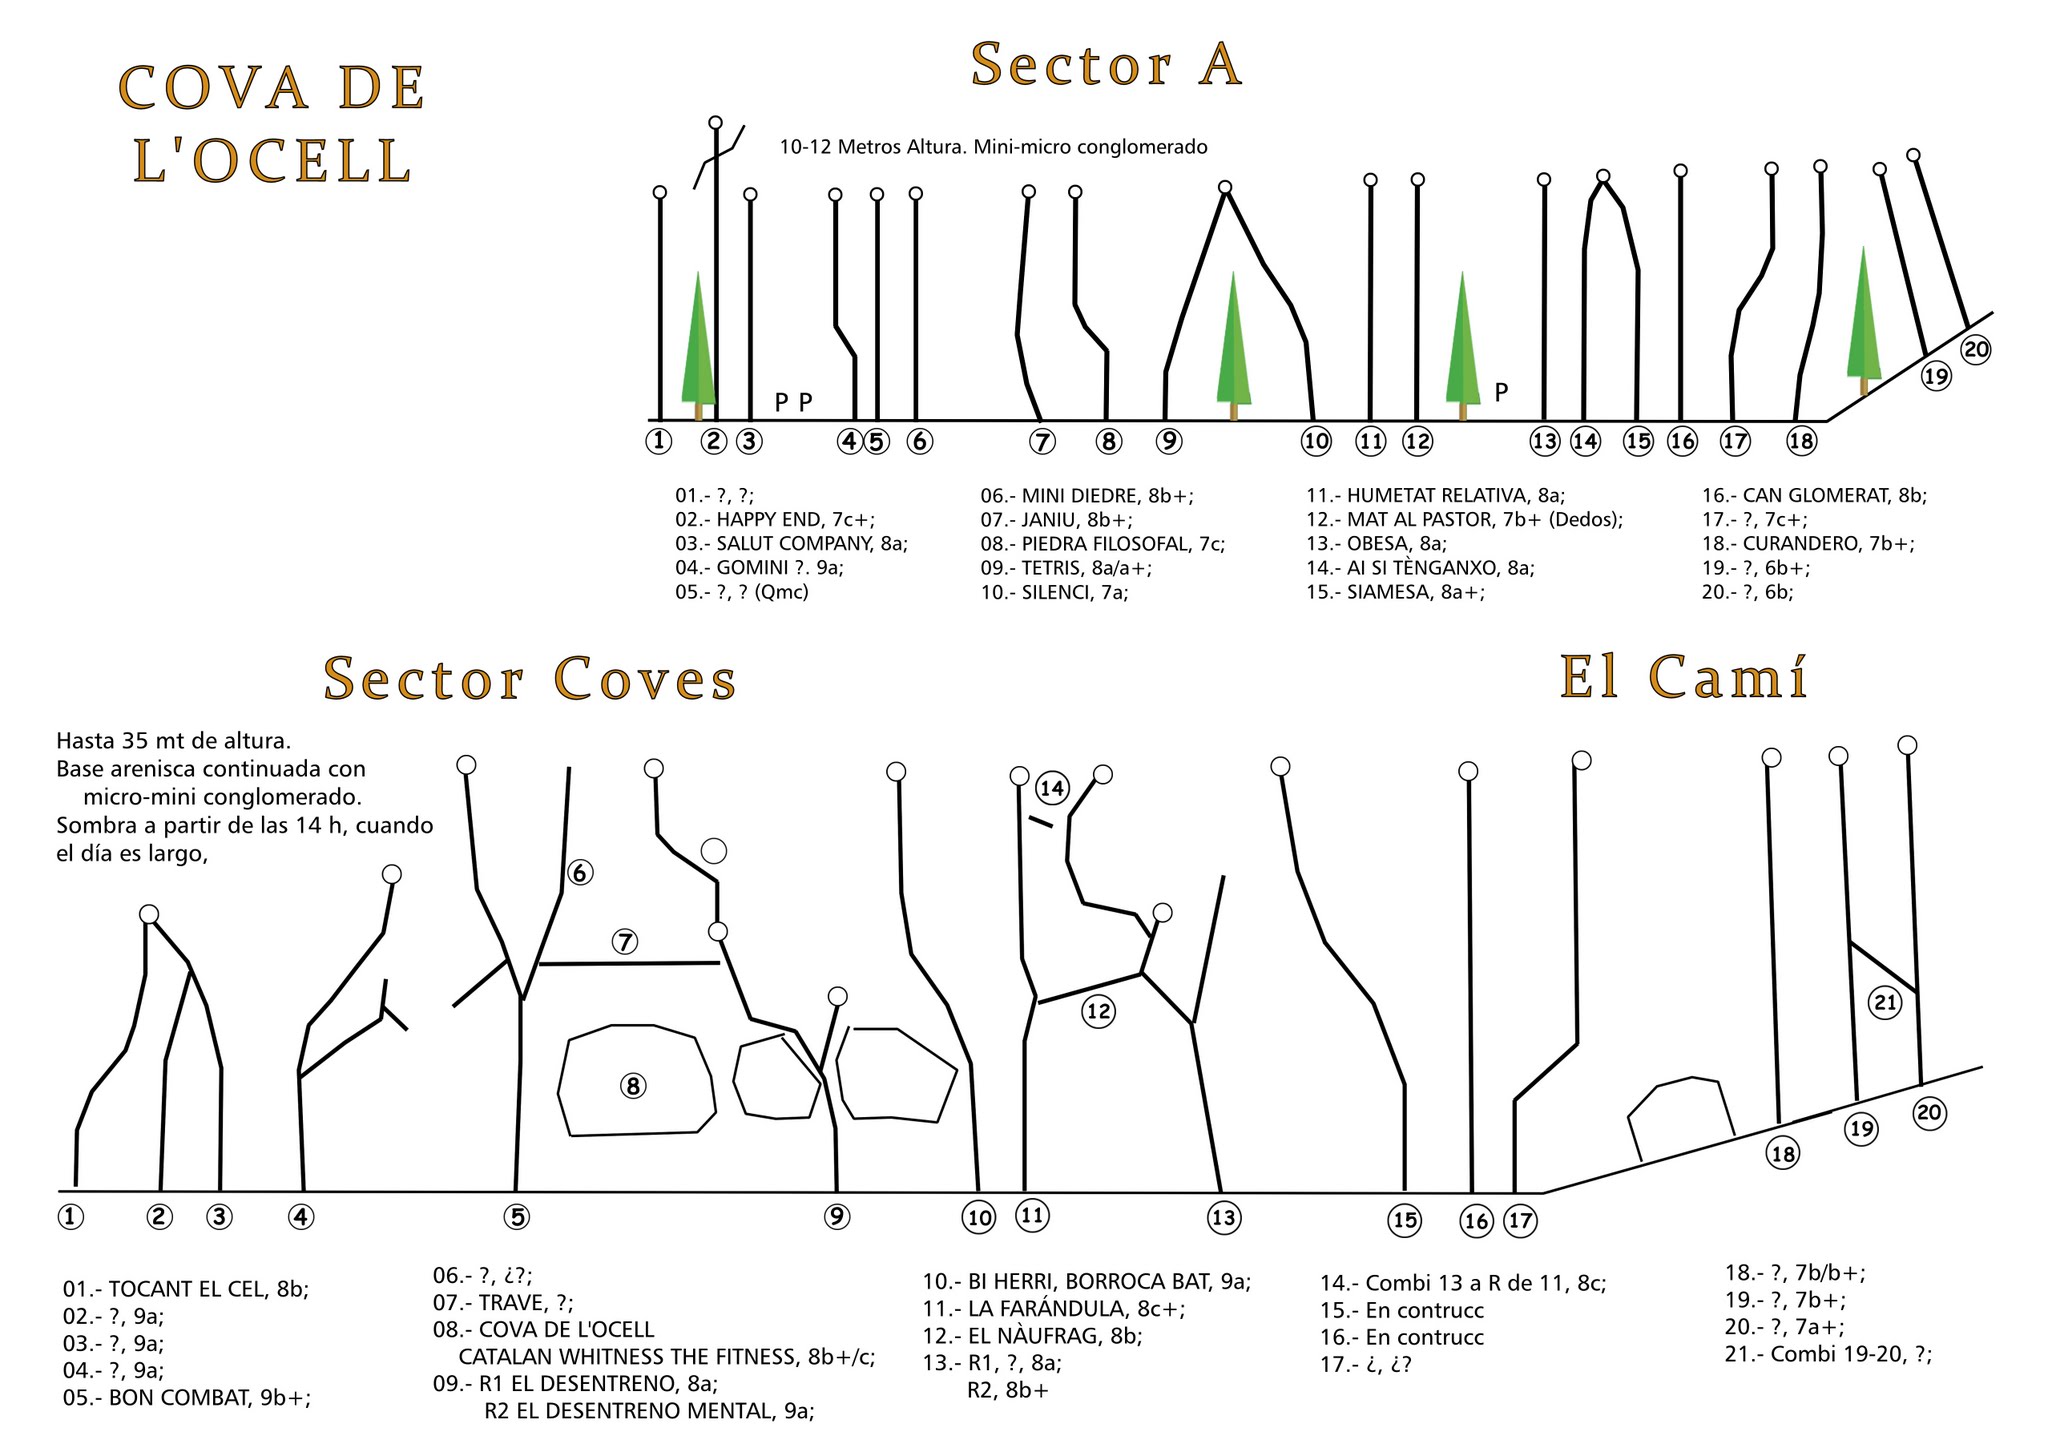 COVA DE
L'OCELL
Sector A
10-12 Metros Altura. Mini-micro conglomerado
P P
P
1 2 3 4 5 6 7 8 9 10 11 12 13 14 15 16 17 18 19 20
01.- ?, ?;
02.- HAPPY END, 7c+;
03.- SALUT COMPANY, 8a;
04.- GOMINI ?. 9a;
05.- ?, ? (Qmc)
06.- MINI DIEDRE, 8b+;
07.- JANIU, 8b+;
08.- PIEDRA FILOSOFAL, 7c;
09.- TETRIS, 8a/a+;
10.- SILENCI, 7a;
11.- HUMETAT RELATIVA, 8a;
12.- MAT AL PASTOR, 7b+ (Dedos);
13.- OBESA, 8a;
14.- AI SI TÈNGANXO, 8a;
15.- SIAMESA, 8a+;
16.- CAN GLOMERAT, 8b;
17.- ?, 7c+;
18.- CURANDERO, 7b+;
19.- ?, 6b+;
20.- ?, 6b;
Sector Coves
El Camí
Hasta 35 mt de altura.
Base arenisca continuada con
micro-mini conglomerado.
Sombra a partir de las 14 h, cuando
el día es largo,
14
6
7
12
21
8
1 2 3 4 5 9 10 11 13 15 16 17 18 19 20
01.- TOCANT EL CEL, 8b;
02.- ?, 9a;
03.- ?, 9a;
04.- ?, 9a;
05.- BON COMBAT, 9b+;
06.- ?, ¿?;
07.- TRAVE, ?;
08.- COVA DE L'OCELL
CATALAN WHITNESS THE FITNESS, 8b+/c;
09.- R1 EL DESENTRENO, 8a;
R2 EL DESENTRENO MENTAL, 9a;
10.- BI HERRI, BORROCA BAT, 9a;
11.- LA FARÁNDULA, 8c+;
12.- EL NÀUFRAG, 8b;
13.- R1, ?, 8a;
R2, 8b+
14.- Combi 13 a R de 11, 8c;
15.- En contrucc
16.- En contrucc
17.- ¿, ¿?
18.- ?, 7b/b+;
19.- ?, 7b+;
20.- ?, 7a+;
21.- Combi 19-20, ?;